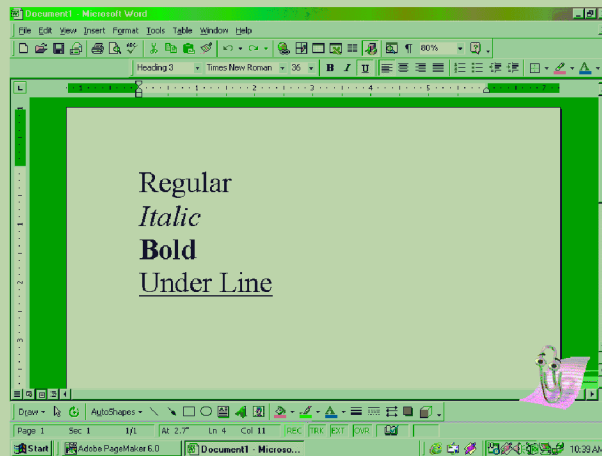 Document1 - Microsoft Word
File Edit View Insert Format Tools Table Window Help
80%
Heading 3 Times New Roman 36 B I U
Regular
Italic
Bold
Under Line
Draw AutoShapes
Page 1 Sec 1 1/1 At 2.7" Ln 4 Col 11 REC TRK EXT OVR
Start Adobe PageMaker 6.0 Document1 - Microso... 10:39 AM